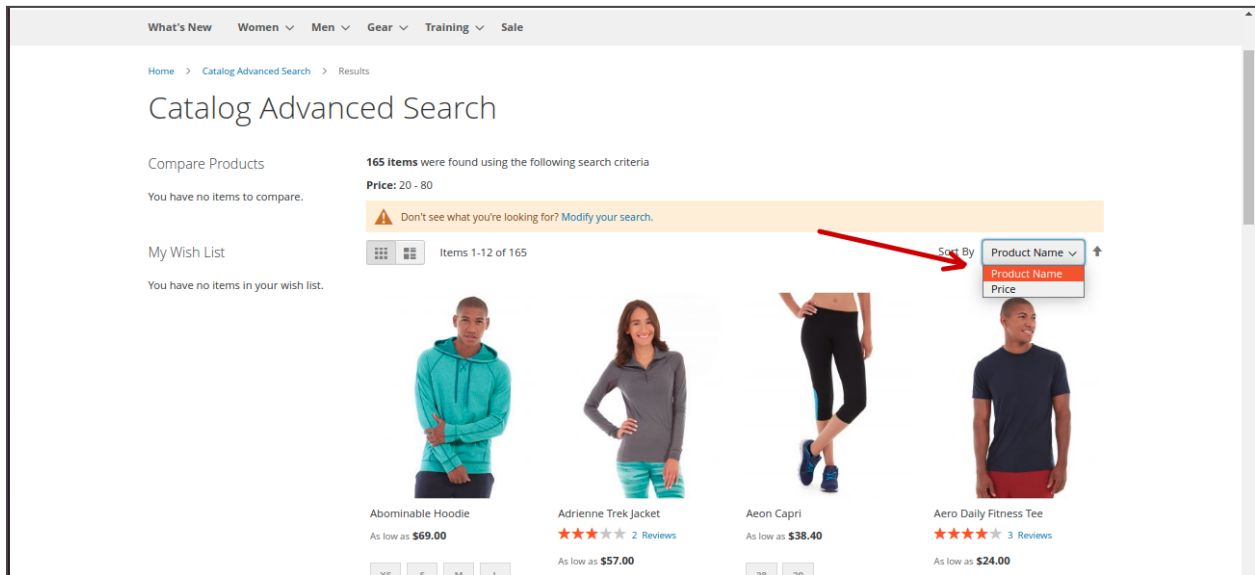 What's New Women Men Gear Training Sale
Home > Catalog Advanced Search > Results
Catalog Advanced Search
Compare Products
You have no items to compare.
My Wish List
You have no items in your wish list.
165 items were found using the following search criteria
Price: 20 - 80
Don't see what you're looking for? Modify your search.
Items 1-12 of 165
Sort By Product Name
Product Name
Price
Abominable Hoodie
As low as $69.00
Adrienne Trek Jacket
2 Reviews
As low as $57.00
Aeon Capri
As low as $38.40
Aero Daily Fitness Tee
3 Reviews
As low as $24.00